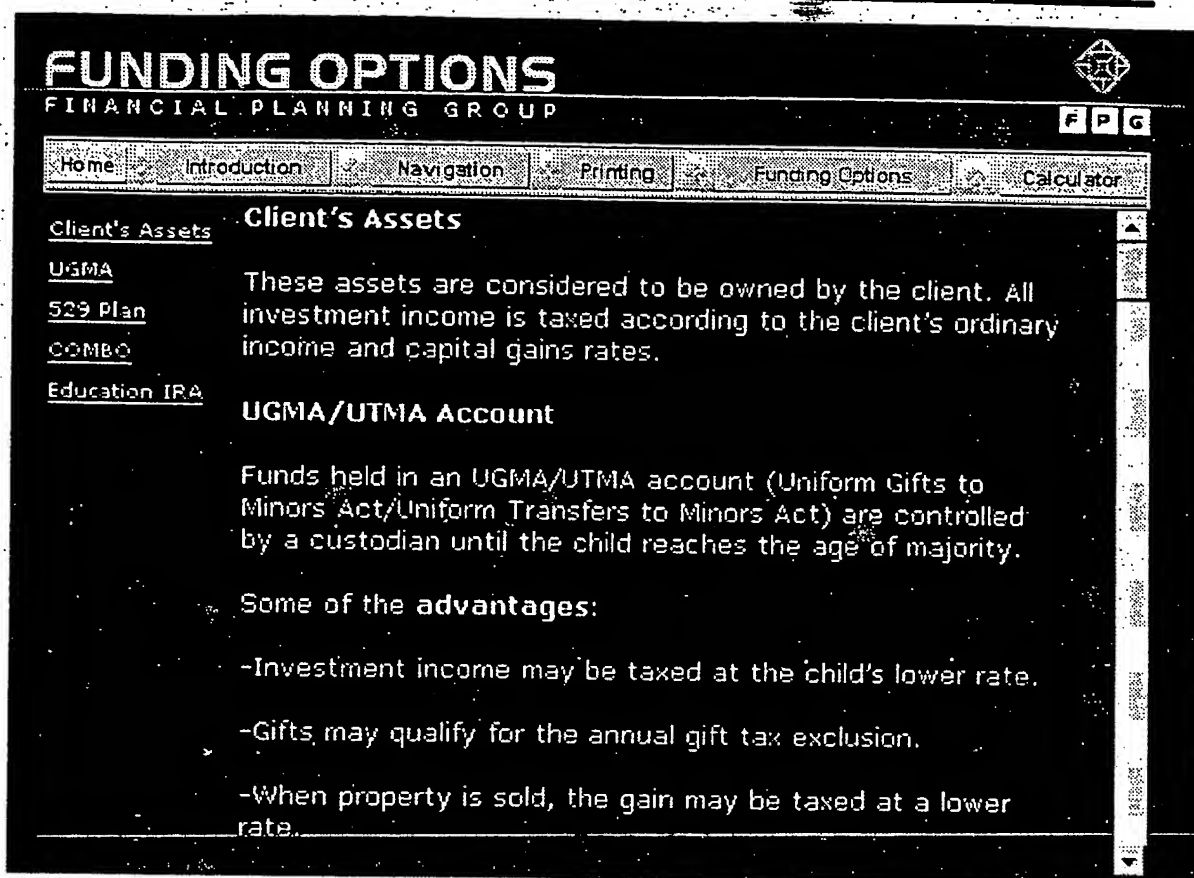 FUNDING OPTIONS
FINANCIAL PLANNING GROUP
F P G
Home Introduction Navigation Printing Funding Options Calculator
Client's Assets
UGMA
529 Plan
COMBO
Education IRA
Client's Assets
These assets are considered to be owned by the client. All
investment income is taxed according to the client's ordinary
income and capital gains rates.
UGMA/UTMA Account
Funds held in an UGMA/UTMA account (Uniform Gifts to
Minors Act/Uniform Transfers to Minors Act) are controlled
by a custodian until the child reaches the age of majority.
Some of the advantages:
-Investment income may be taxed at the child's lower rate.
-Gifts may qualify for the annual gift tax exclusion.
-When property is sold, the gain may be taxed at a lower
rate.